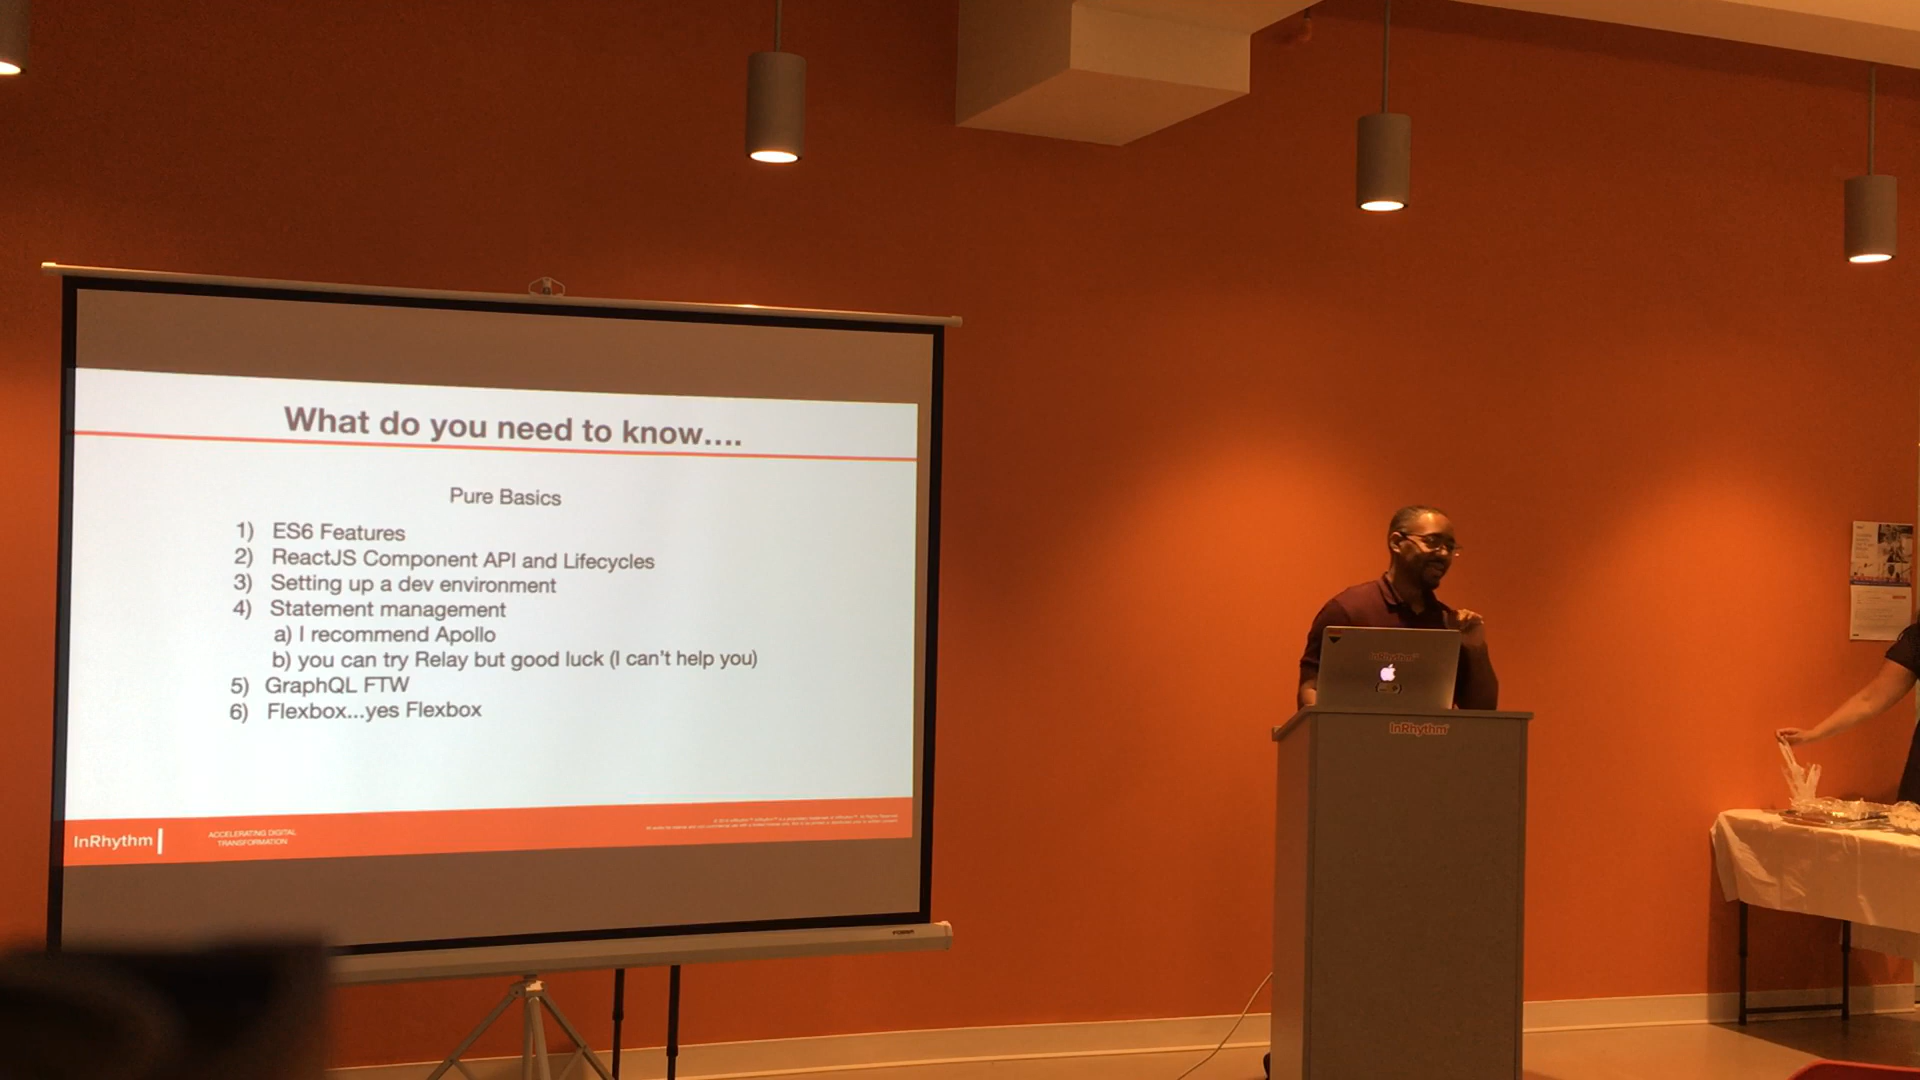 What do you need to know....
Pure Basics
1) ES6 Features
2) ReactJS Component API and Lifecycles
3) Setting up a dev environment
4) Statement management
a) I recommend Apollo
b) you can try Relay but good luck (I can't help you)
5) GraphQL FTW
6) Flexbox...yes Flexbox
InRhythm
ACCELERATING DIGITAL
TRANSFORMATION
InRhythm
InRhythm